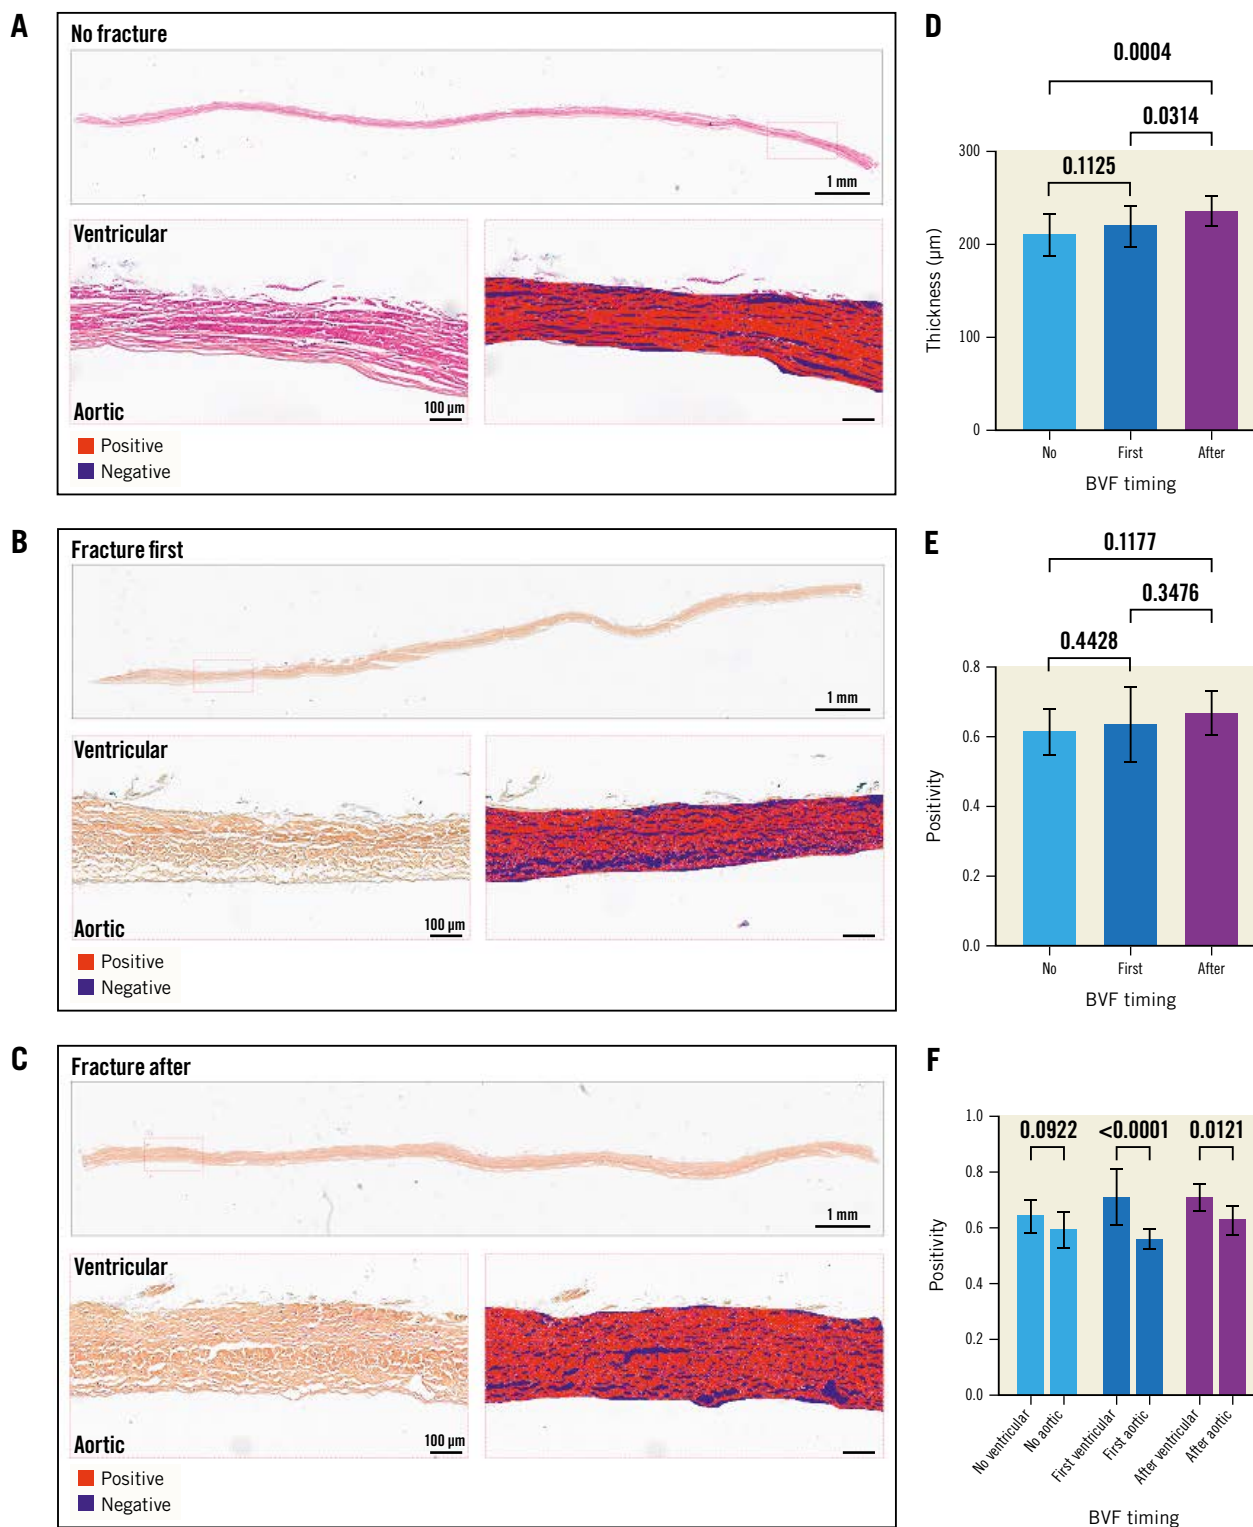 A
No fracture
1 mm
Ventricular
Aortic
100 µm
Positive
Negative
B
Fracture first
1 mm
Ventricular
Aortic
100 µm
Positive
Negative
C
Fracture after
1 mm
Ventricular
Aortic
100 µm
Positive
Negative
D
0.0004
0.0314
0.1125
300
200
100
0
Thickness (µm)
No First After
BVF timing
E
0.1177
0.3476
0.4428
0.8
0.6
0.4
0.2
0.0
Positivity
No First After
BVF timing
F
1.0
0.8
0.6
0.4
0.2
0.0
0.0922 <0.0001 0.0121
Positivity
No ventricular
No aortic
First ventricular
First aortic
After ventricular
After aortic
BVF timing